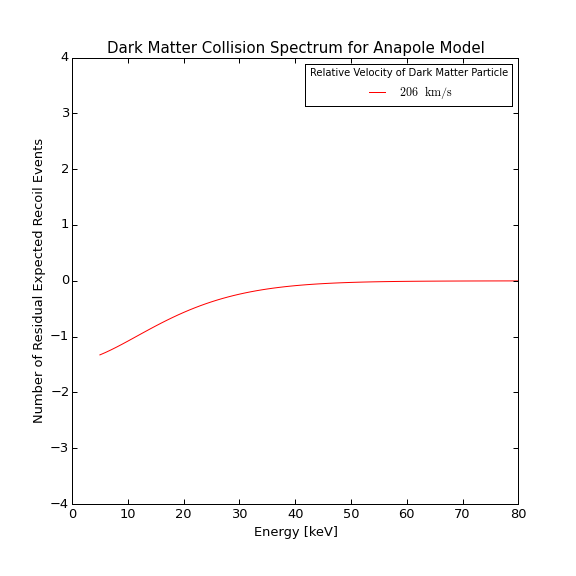 Dark Matter Collision Spectrum for Anapole Model
Relative Velocity of Dark Matter Particle
206 km/s
Number of Residual Expected Recoil Events
4
3
2
1
0
−1
−2
−3
−4
0 10 20 30 40 50 60 70 80
Energy [keV]